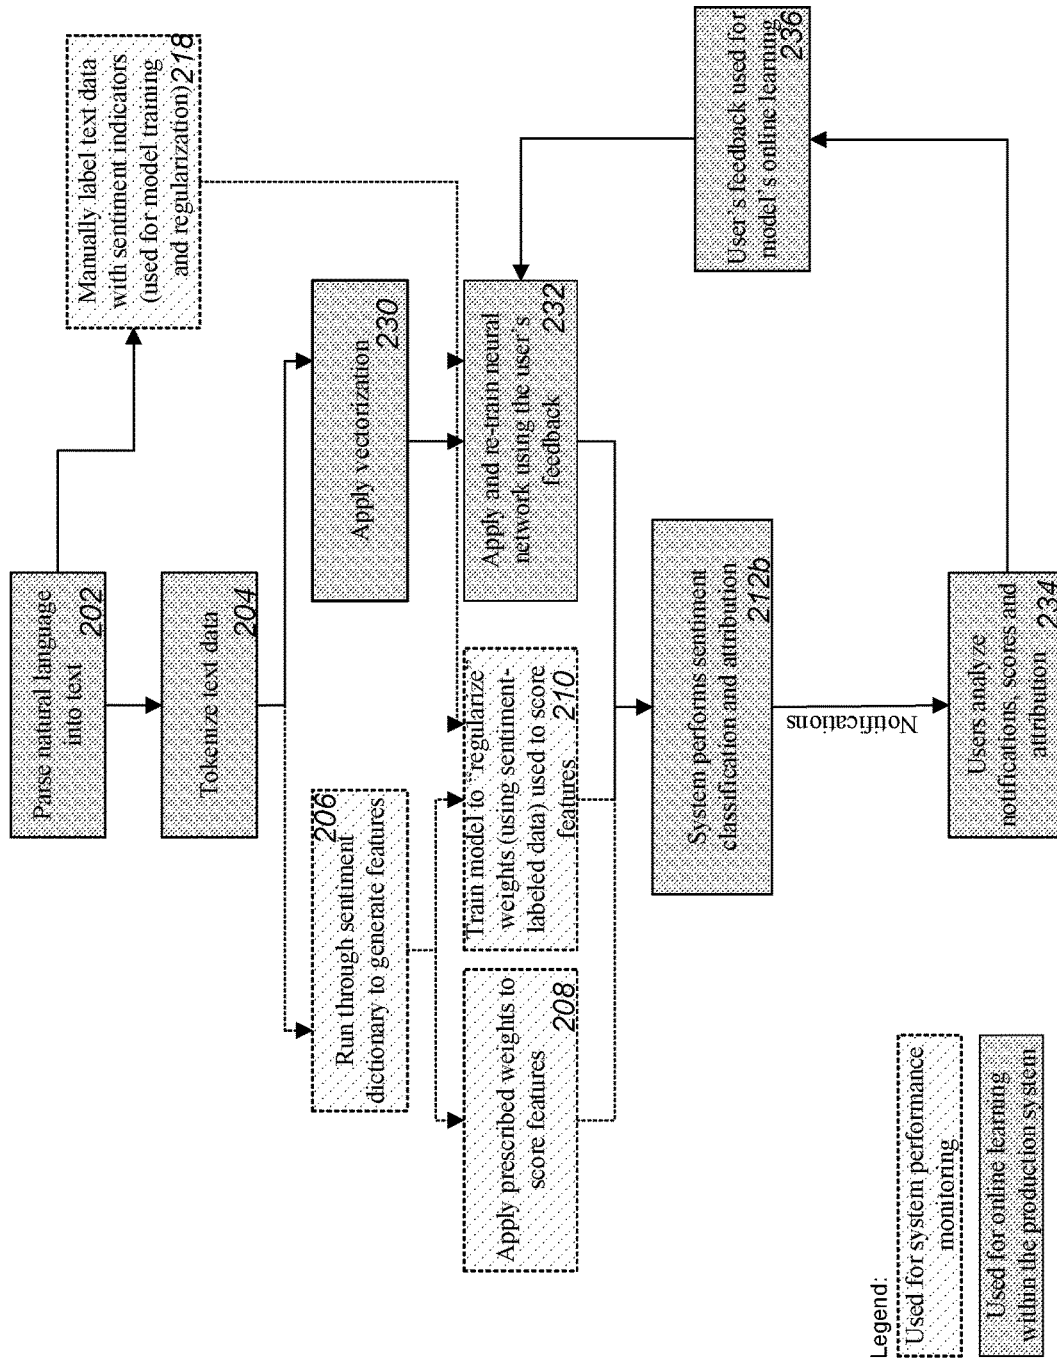 Parse natural language
into text
202
Tokenize text data
204
Manually label text data
with sentiment indicators
(used for model training
and regularization)
218
206
Run through sentiment
dictionary to generate features
Apply vectorization
230
Apply prescribed weights to
score features
208
Train model to ‘regularize’
weights (using sentiment-
labeled data) used to score
features
210
Apply and re-train neural
network using the user’s
feedback
232
System performs sentiment
classification and attribution
212b
Notifications
Users analyze
notifications, scores and
attribution
234
User’s feedback used for
model’s online learning
236
Legend:
Used for system performance
monitoring
Used for online learning
within the production system